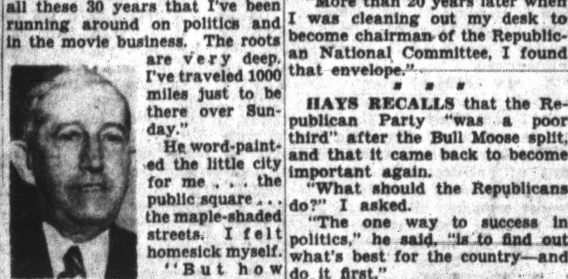 all these 30 years that I've been
running around on politics and
in the movie business. The roots
are very deep.
I've traveled 1000
miles just to be
there over Sun-
day."
He word-paint-
ed the little city
for me . . . the
public square . . .
the maple-shaded
streets. I felt
homesick myself.
"But how
More than 20 years later when
I was cleaning out my desk to
become chairman of the Republic-
an National Committee, I found
that envelope."
* * *
HAYS RECALLS that the Re-
publican Party "was a poor
third" after the Bull Moose split,
and that it came back to become
important again.
"What should the Republicans
do?" I asked.
"The one way to success in
politics," he said, "is to find out
what's best for the country—and
do it first."